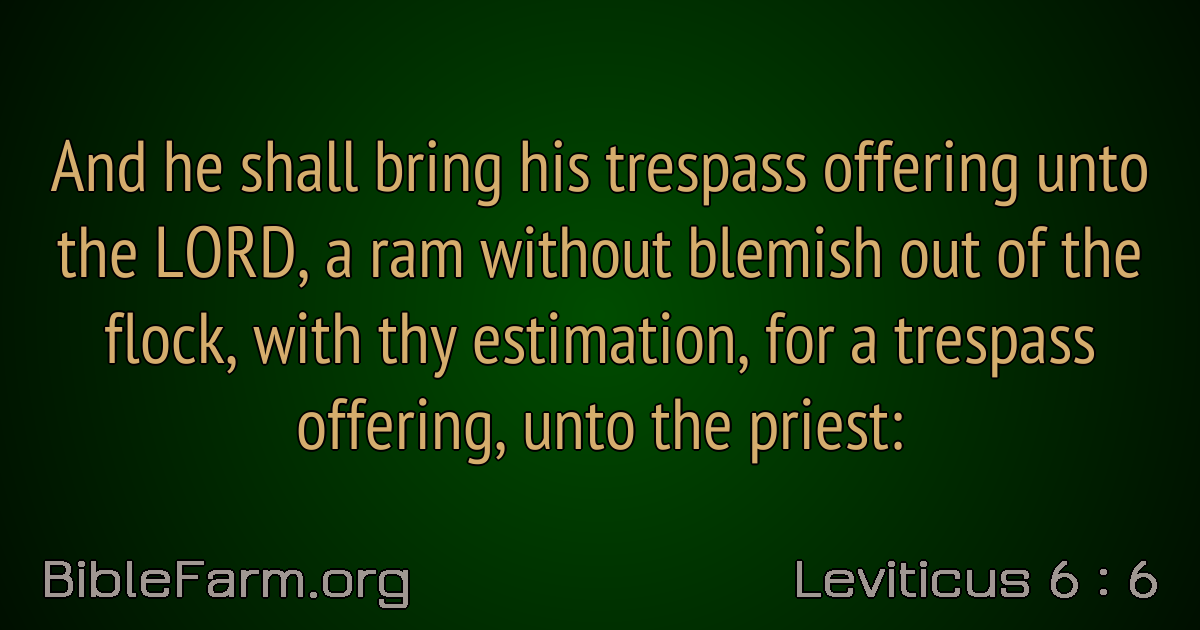 And he shall bring his trespass offering unto
the LORD, a ram without blemish out of the
flock, with thy estimation, for a trespass
offering, unto the priest:
BibleFarm.org
Leviticus 6 : 6